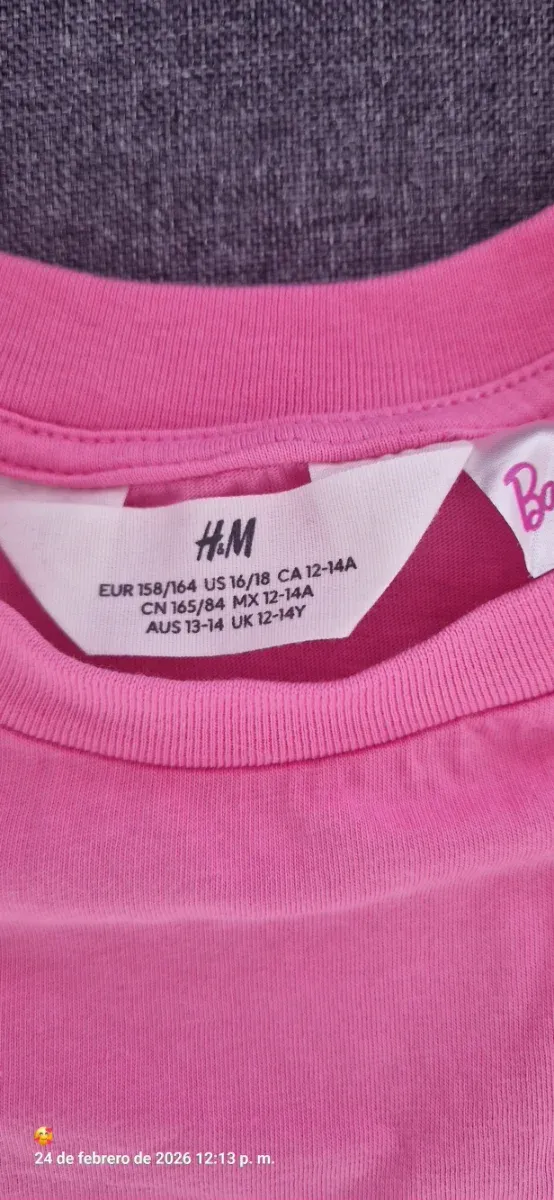 H&M
EUR 158/164 US 16/18 CA 12-14A
CN 165/84 MX 12-14A
AUS 13-14 UK 12-14Y
24 de febrero de 2026 12:13 p. m.